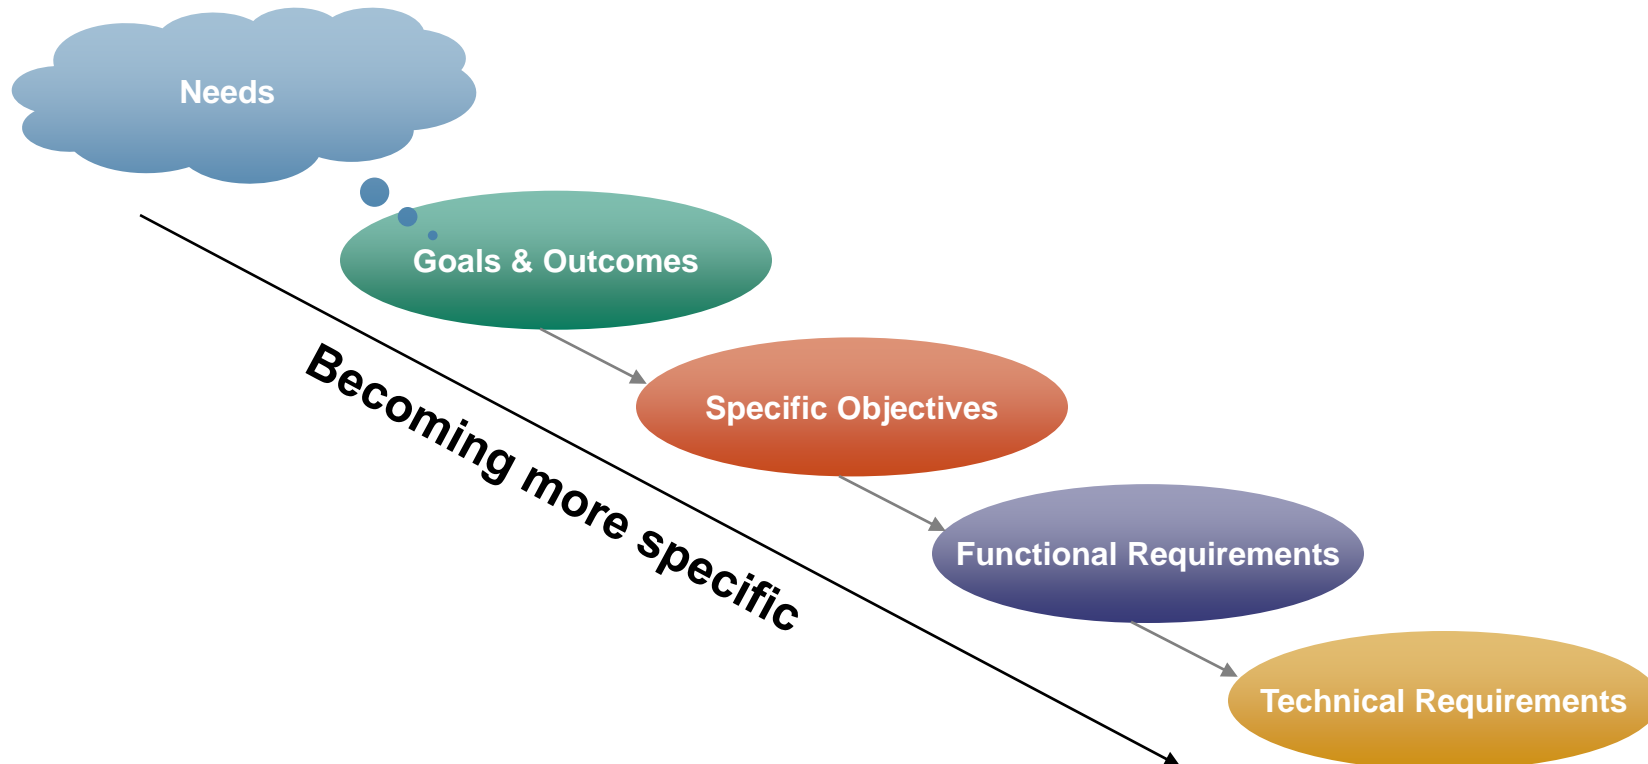 Needs
Goals & Outcomes
Becoming more specific
Specific Objectives
Functional Requirements
Technical Requirements